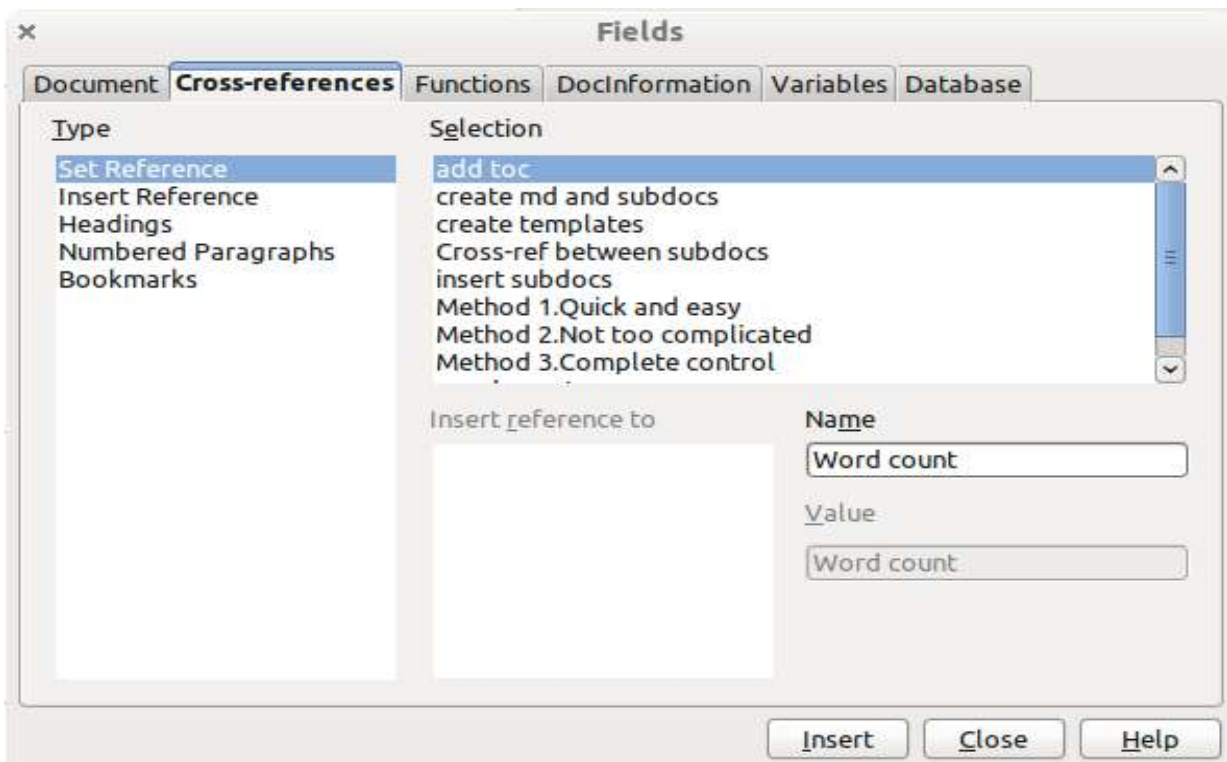 Fields
Document Cross-references Functions DocInformation Variables Database
Type
Set Reference
Insert Reference
Headings
Numbered Paragraphs
Bookmarks
Selection
add toc
create md and subdocs
create templates
Cross-ref between subdocs
insert subdocs
Method 1.Quick and easy
Method 2.Not too complicated
Method 3.Complete control
Insert reference to
Name
Word count
Value
Word count
Insert Close Help